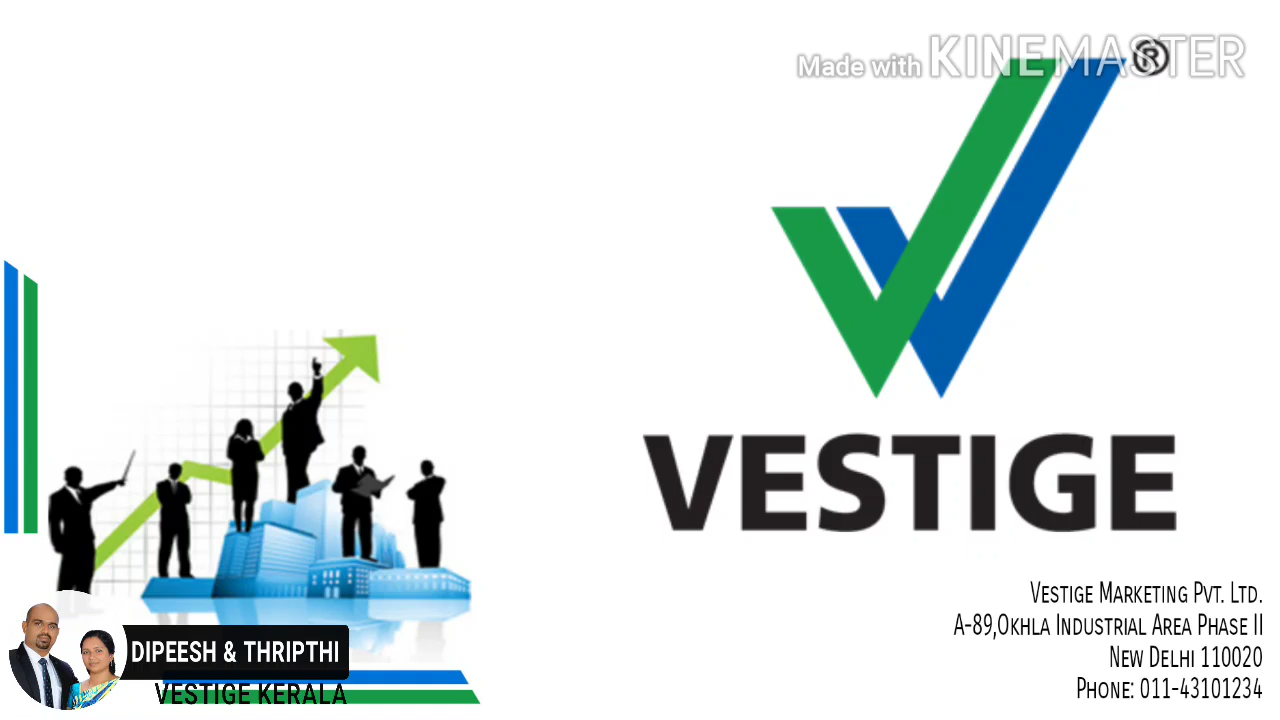 Made with KINEMASTER
®
VESTIGE
Vestige Marketing Pvt. Ltd.
A-89,Okhla Industrial Area Phase II
New Delhi 110020
Phone: 011-43101234
DIPEESH & THRIPTHI
VESTIGE KERALA